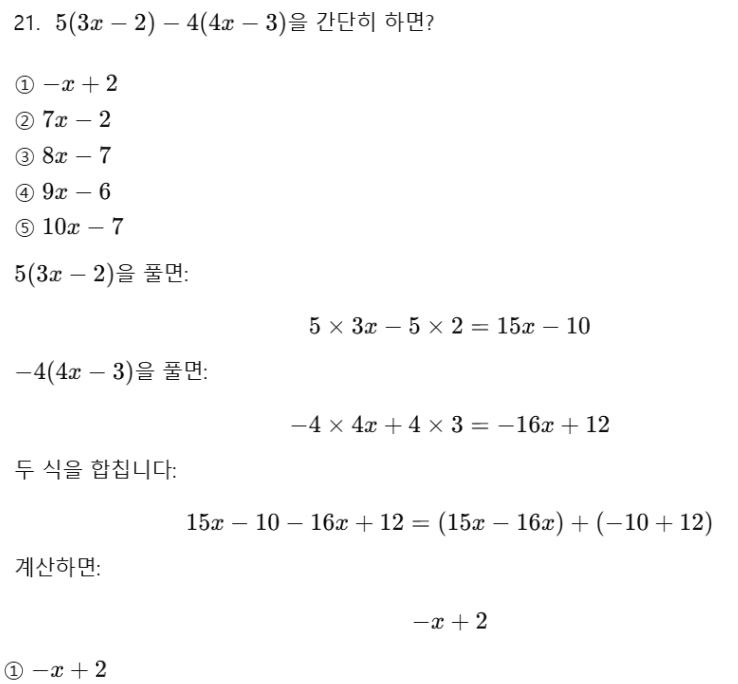 21. 5(3x − 2) − 4(4x − 3)을 간단히 하면?
① −x + 2
② 7x − 2
③ 8x − 7
④ 9x − 6
⑤ 10x − 7
5(3x − 2)을 풀면:
5 × 3x − 5 × 2 = 15x − 10
−4(4x − 3)을 풀면:
−4 × 4x + 4 × 3 = −16x + 12
두 식을 합칩니다:
15x − 10 − 16x + 12 = (15x − 16x) + (−10 + 12)
계산하면:
−x + 2
① −x + 2